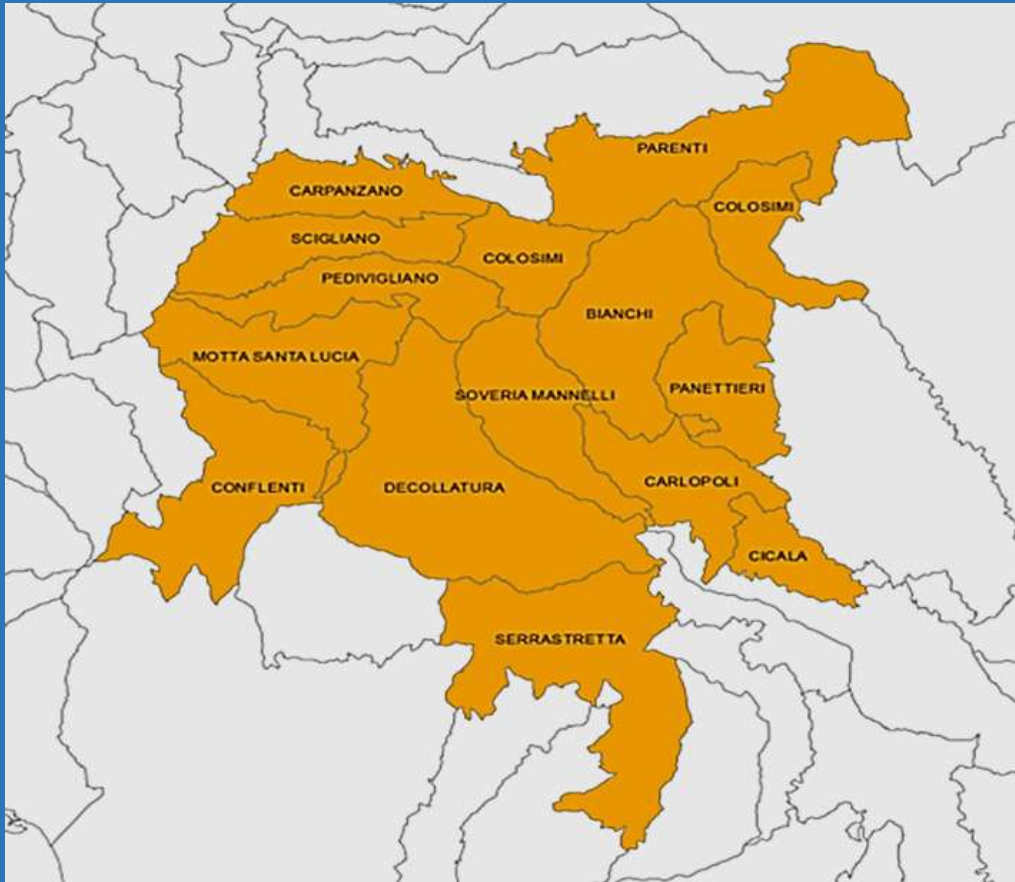 PARENTI
CARPANZANO
COLOSIMI
SCIGLIANO
COLOSIMI
PEDIVIGLIANO
BIANCHI
MOTTA SANTA LUCIA
PANETTIERI
SOVERIA MANNELLI
CARLOPOLI
CONFLENTI
DECOLLATURA
CICALA
SERRASTRETTA